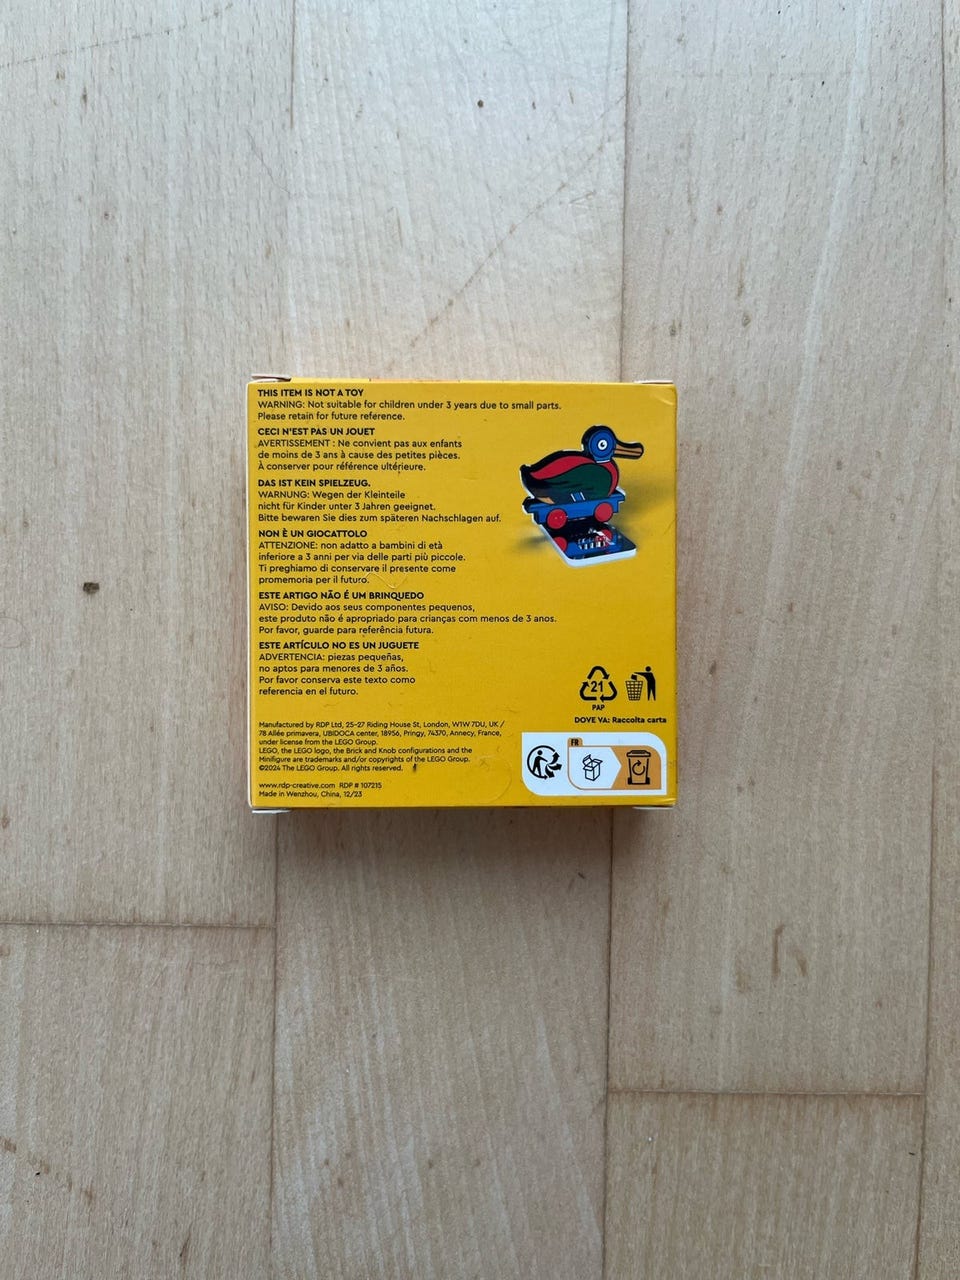 THIS ITEM IS NOT A TOY
WARNING: Not suitable for children under 3 years due to small parts.
Please retain for future reference.
CECI N'EST PAS UN JOUET
AVERTISSEMENT : Ne convient pas aux enfants
de moins de 3 ans à cause des petites pièces.
À conserver pour référence ultérieure.
DAS IST KEIN SPIELZEUG.
WARNUNG: Wegen der Kleinteile
nicht für Kinder unter 3 Jahren geeignet.
Bitte bewaren Sie dies zum späteren Nachschlagen auf.
NON È UN GIOCATTOLO
ATTENZIONE: non adatto a bambini di età
inferiore a 3 anni per via delle parti più piccole.
Ti preghiamo di conservare il presente come
promemoria per il futuro.
ESTE ARTIGO NÃO É UM BRINQUEDO
AVISO: Devido aos seus componentes pequenos,
este produto não é apropriado para crianças com menos de 3 anos.
Por favor, guarde para referência futura.
ESTE ARTÍCULO NO ES UN JUGUETE
ADVERTENCIA: piezas pequeñas,
no aptos para menores de 3 años.
Por favor conserva este texto como
referencia en el futuro.
21
PAP
DOVE VA: Raccolta carta
Manufactured by RDP Ltd, 25-27 Riding House St, London, W1W 7DU, UK /
78 Allée primavera, UBIDOCA center, 18956, Pringy, 74370, Annecy, France,
under license from the LEGO Group.
LEGO, the LEGO logo, the Brick and Knob configurations and the
Minifigure are trademarks and/or copyrights of the LEGO Group.
©2024 The LEGO Group. All rights reserved.
www.rdp-creative.com RDP # 107215
Made in Wenzhou, China, 12/23
FR